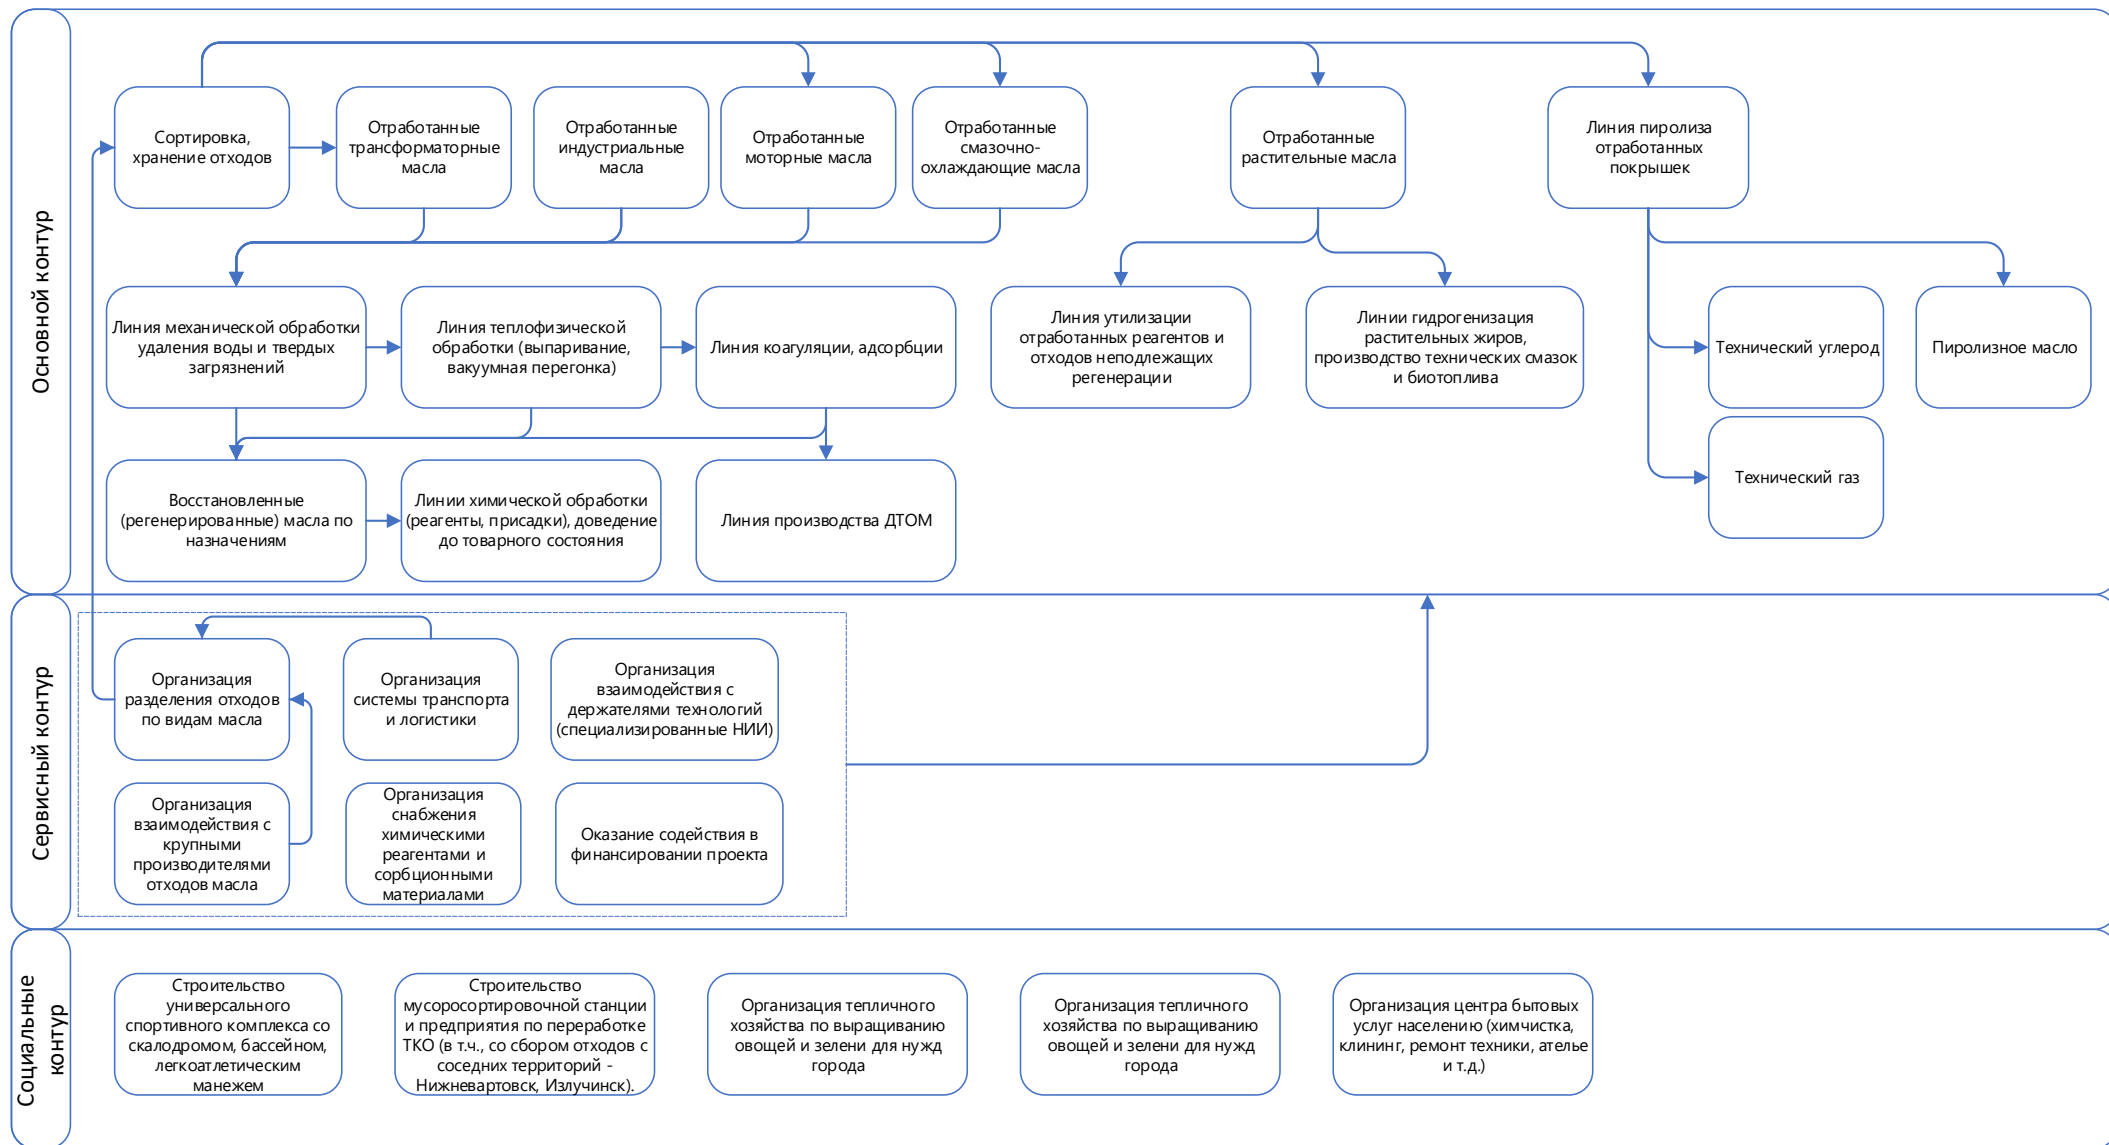 Основной контур
Сортировка,
хранение отходов
Отработанные
трансформаторные
масла
Отработанные
индустриальные
масла
Отработанные
моторные масла
Отработанные
смазочно-
охлаждающие масла
Отработанные
растительные масла
Линия пиролиза
отработанных
покрышек
Линия механической обработки
удаления воды и твердых
загрязнений
Линия теплофизической
обработки (выпаривание,
вакуумная перегонка)
Линия коагуляции, адсорбции
Линия утилизации
отработанных реагентов и
отходов неподлежащих
регенерации
Линии гидрогенизация
растительных жиров,
производство технических смазок
и биотоплива
Технический углерод
Пиролизное масло
Технический газ
Восстановленные
(регенерированные) масла по
назначениям
Линии химической обработки
(реагенты, присадки), доведение
до товарного состояния
Линия производства ДТОМ
Сервисный контур
Организация
разделения отходов
по видам масла
Организация
системы транспорта
и логистики
Организация
взаимодействия с
держателями технологий
(специализированные НИИ)
Организация
взаимодействия с
крупными
производителями
отходов масла
Организация
снабжения
химическими
реагентами и
сорбционными
материалами
Оказание содействия в
финансировании проекта
Социальные
контур
Строительство
универсального
спортивного комплекса со
скалодромом, бассейном,
легкоатлетическим
манежем
Строительство
мусоросортировочной станции
и предприятия по переработке
ТКО (в т.ч., со сбором отходов с
соседних территорий -
Нижневартовск, Излучинск).
Организация тепличного
хозяйства по выращиванию
овощей и зелени для нужд
города
Организация тепличного
хозяйства по выращиванию
овощей и зелени для нужд
города
Организация центра бытовых
услуг населению (химчистка,
клининг, ремонт техники, ателье
и т.д.)